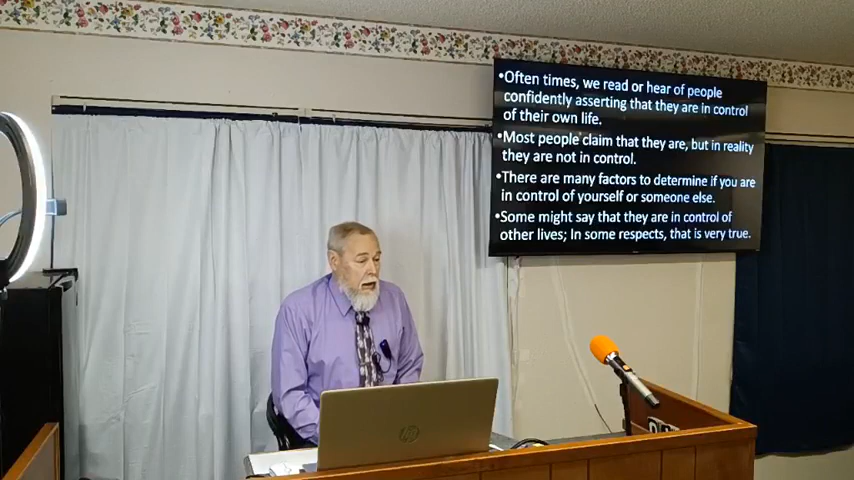 •Often times, we read or hear of people
confidently asserting that they are in control
of their own life.
•Most people claim that they are, but in reality
they are not in control.
•There are many factors to determine if you are
in control of yourself or someone else.
•Some might say that they are in control of
other lives; In some respects, that is very true.
hp